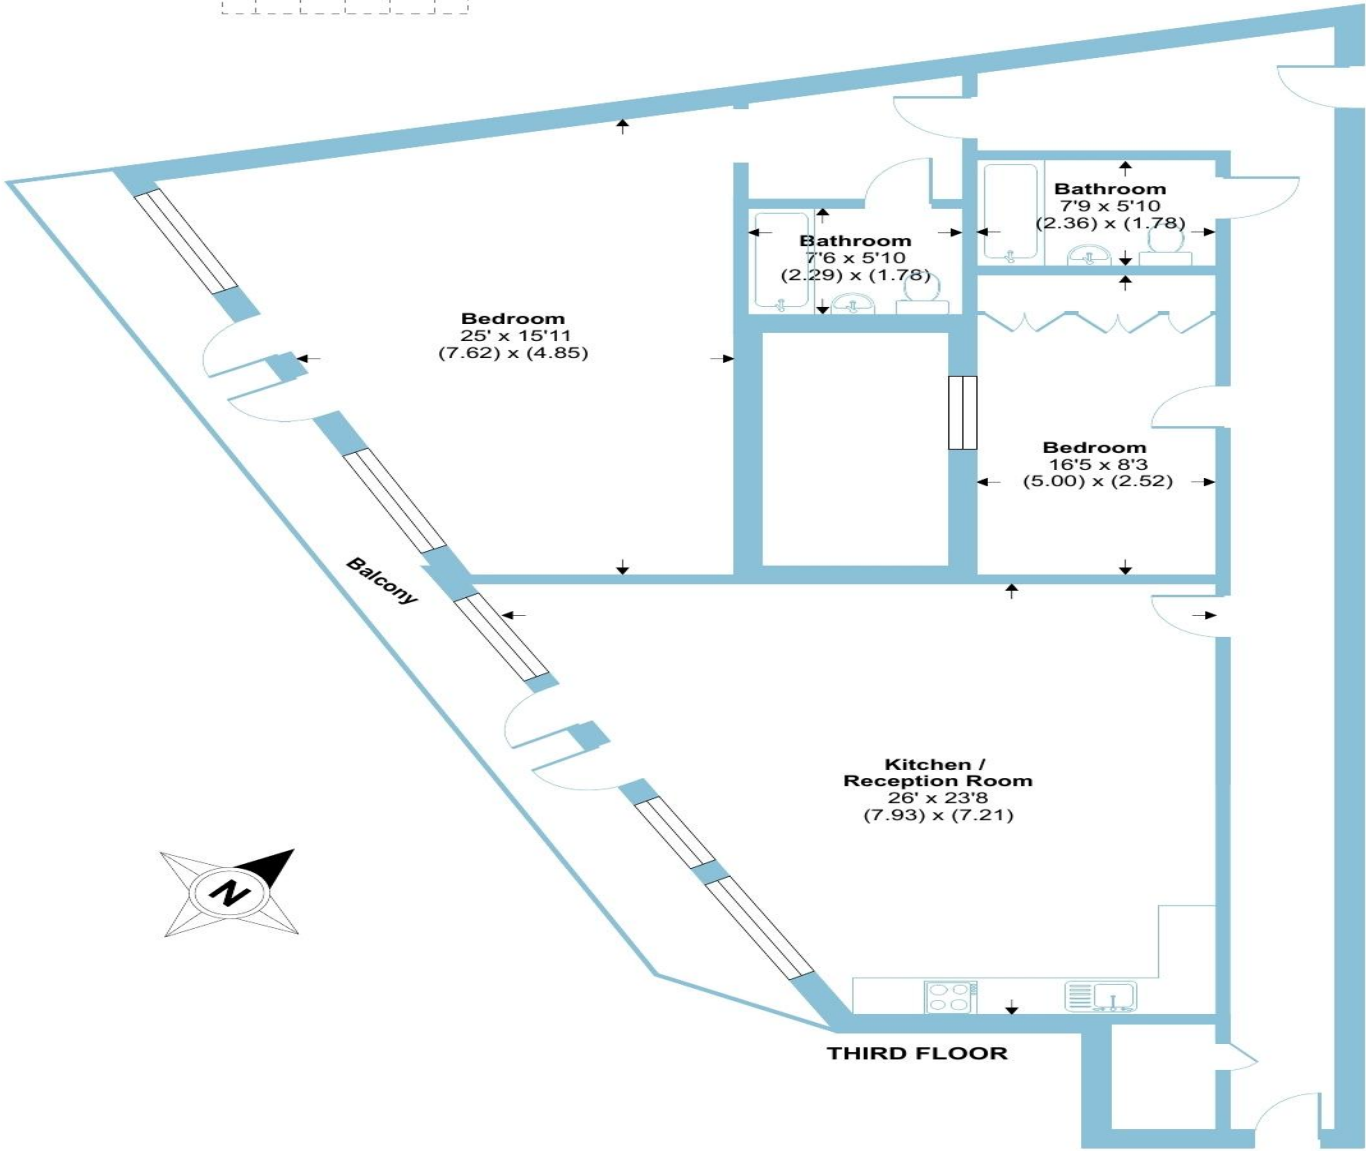 Bathroom
7'9 x 5'10
(2.36) x (1.78)
Bathroom
7'6 x 5'10
(2.29) x (1.78)
Bedroom
25' x 15'11
(7.62) x (4.85)
Bedroom
16'5 x 8'3
(5.00) x (2.52)
Balcony
Kitchen /
Reception Room
26' x 23'8
(7.93) x (7.21)
N
THIRD FLOOR